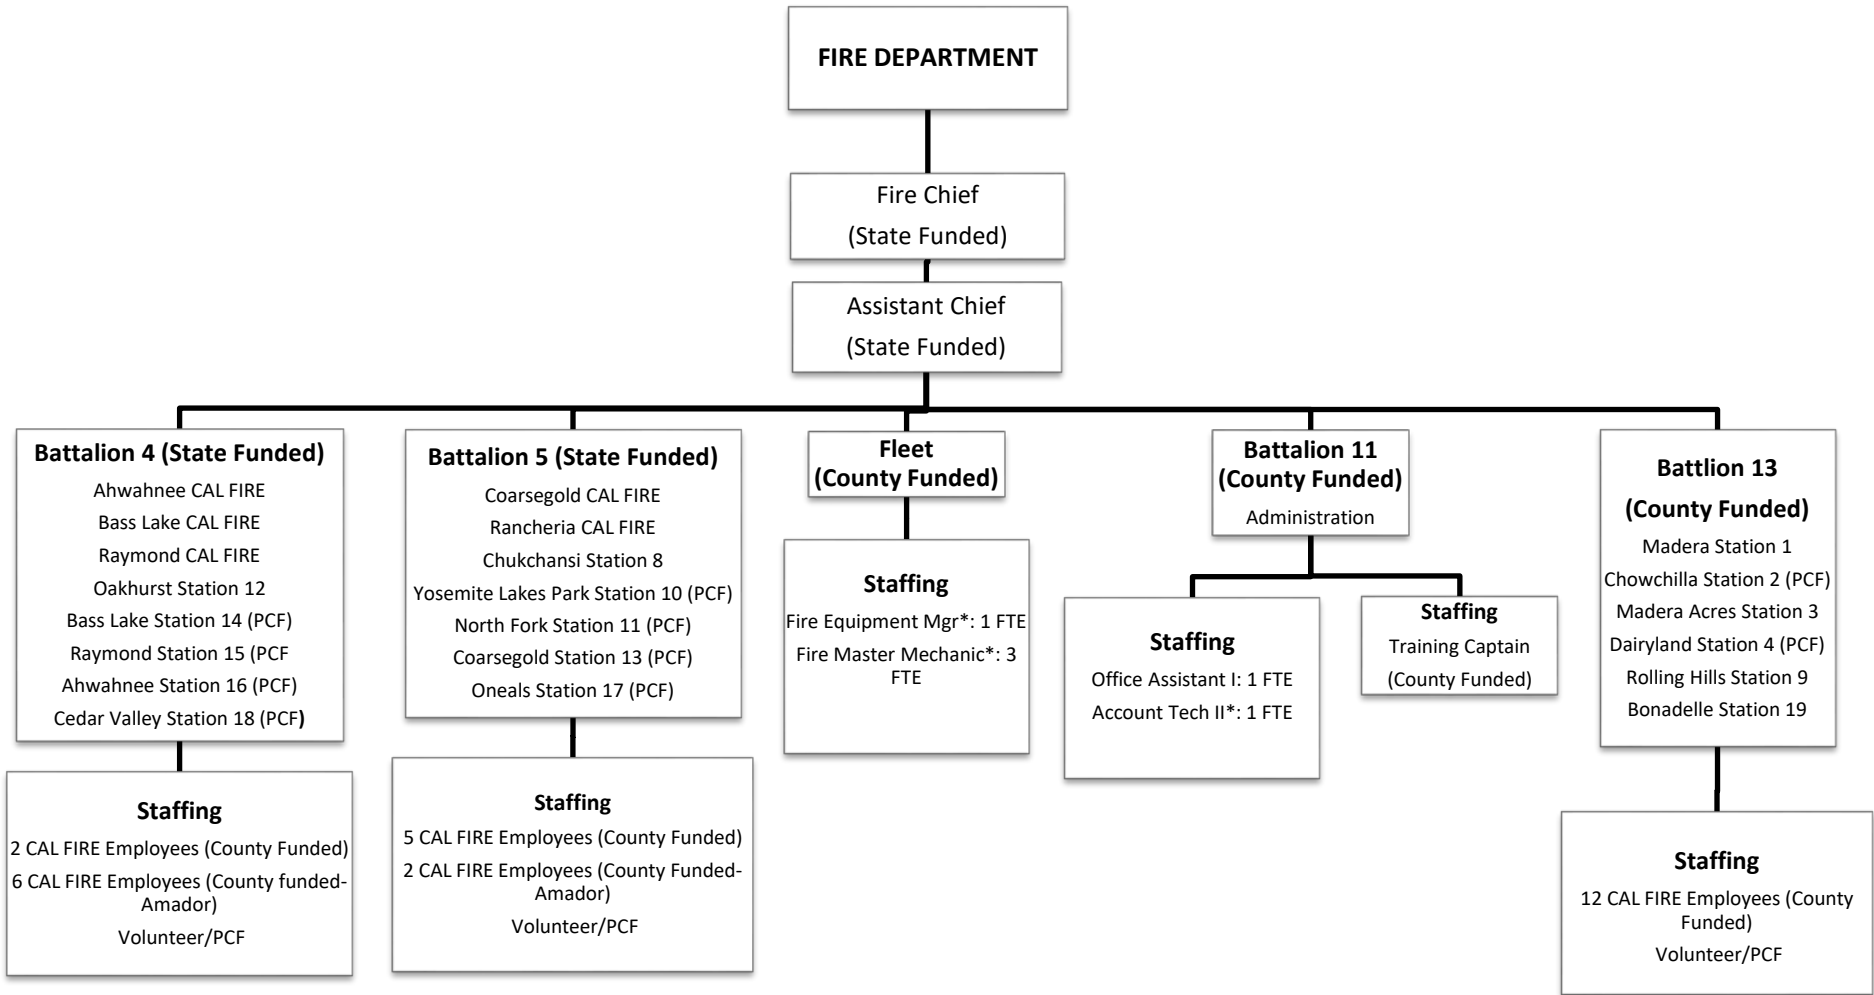 FIRE DEPARTMENT
Fire Chief
(State Funded)
Assistant Chief
(State Funded)
Battalion 4 (State Funded)
Ahwahnee CAL FIRE
Bass Lake CAL FIRE
Raymond CAL FIRE
Oakhurst Station 12
Bass Lake Station 14 (PCF)
Raymond Station 15 (PCF
Ahwahnee Station 16 (PCF)
Cedar Valley Station 18 (PCF)
Staffing
2 CAL FIRE Employees (County Funded)
6 CAL FIRE Employees (County funded-
Amador)
Volunteer/PCF
Battalion 5 (State Funded)
Coarsegold CAL FIRE
Rancheria CAL FIRE
Chukchansi Station 8
Yosemite Lakes Park Station 10 (PCF)
North Fork Station 11 (PCF)
Coarsegold Station 13 (PCF)
Oneals Station 17 (PCF)
Staffing
5 CAL FIRE Employees (County Funded)
2 CAL FIRE Employees (County Funded-
Amador)
Volunteer/PCF
Fleet
(County Funded)
Staffing
Fire Equipment Mgr*: 1 FTE
Fire Master Mechanic*: 3
FTE
Battalion 11
(County Funded)
Administration
Staffing
Office Assistant I: 1 FTE
Account Tech II*: 1 FTE
Staffing
Training Captain
(County Funded)
Battlion 13
(County Funded)
Madera Station 1
Chowchilla Station 2 (PCF)
Madera Acres Station 3
Dairyland Station 4 (PCF)
Rolling Hills Station 9
Bonadelle Station 19
Staffing
12 CAL FIRE Employees (County
Funded)
Volunteer/PCF